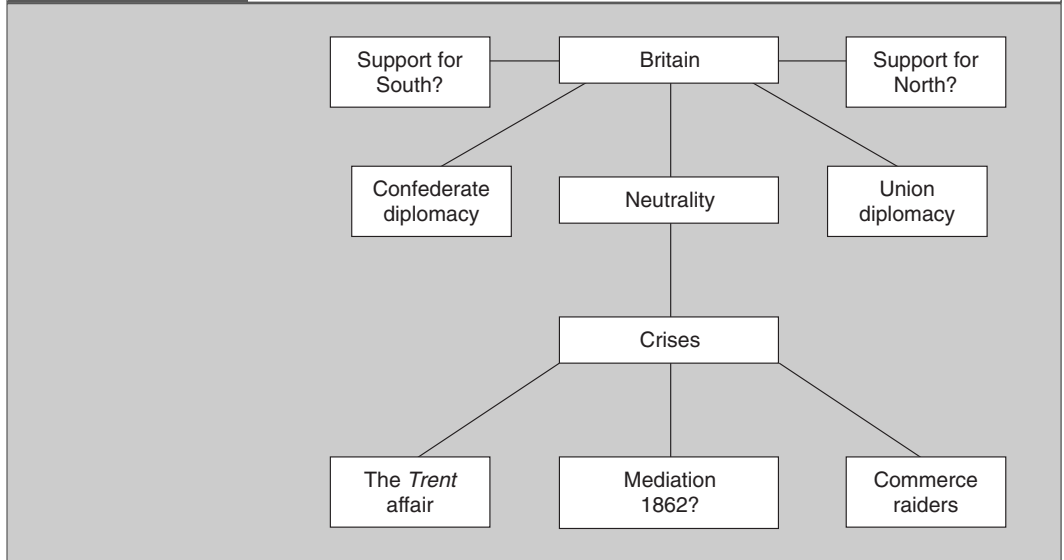 Support for
South?
Britain
Support for
North?
Confederate
diplomacy
Neutrality
Union
diplomacy
Crises
The Trent
affair
Mediation
1862?
Commerce
raiders